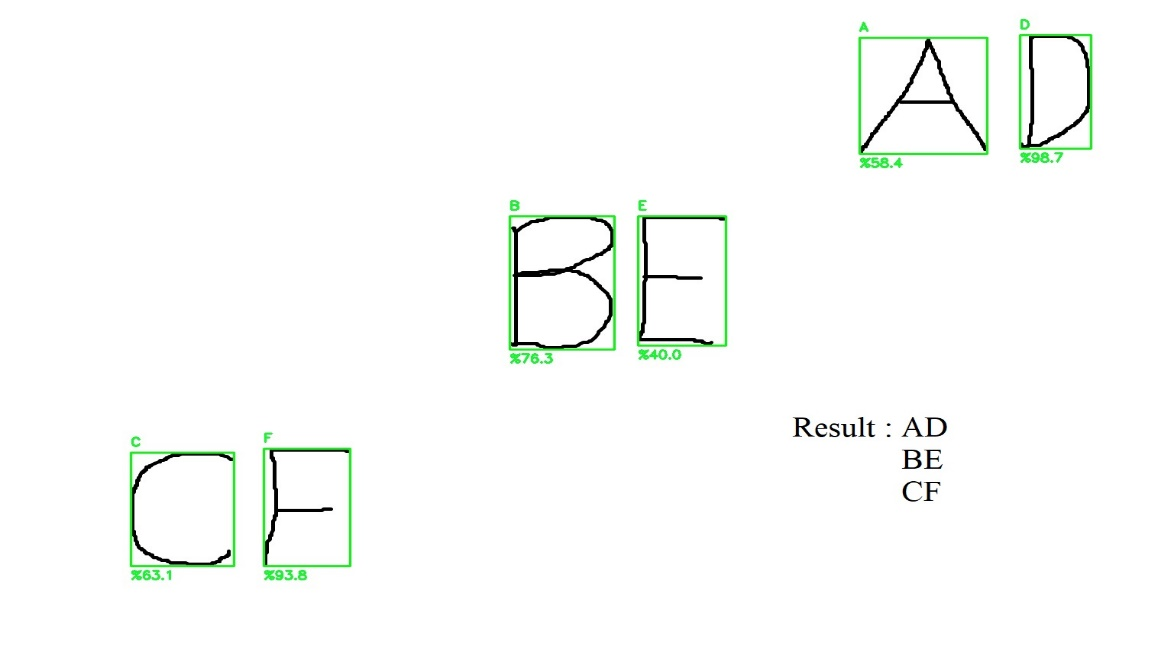 A D
A D
%58.4 %98.7
B E
B E
%76.3 %40.0
Result : AD
BE
CF
C F
C F
%63.1 %93.8